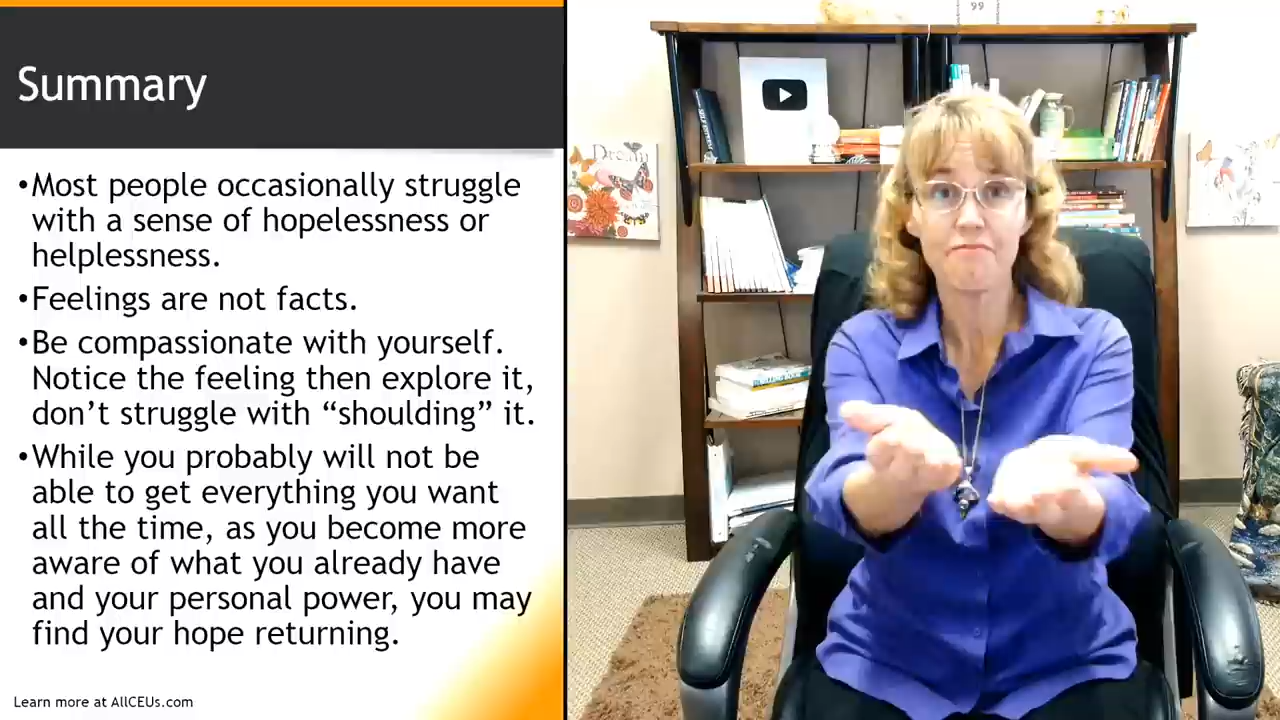 Summary
•Most people occasionally struggle
with a sense of hopelessness or
helplessness.
•Feelings are not facts.
•Be compassionate with yourself.
Notice the feeling then explore it,
don’t struggle with “shoulding” it.
•While you probably will not be
able to get everything you want
all the time, as you become more
aware of what you already have
and your personal power, you may
find your hope returning.
Learn more at AllCEUs.com
Dream
99